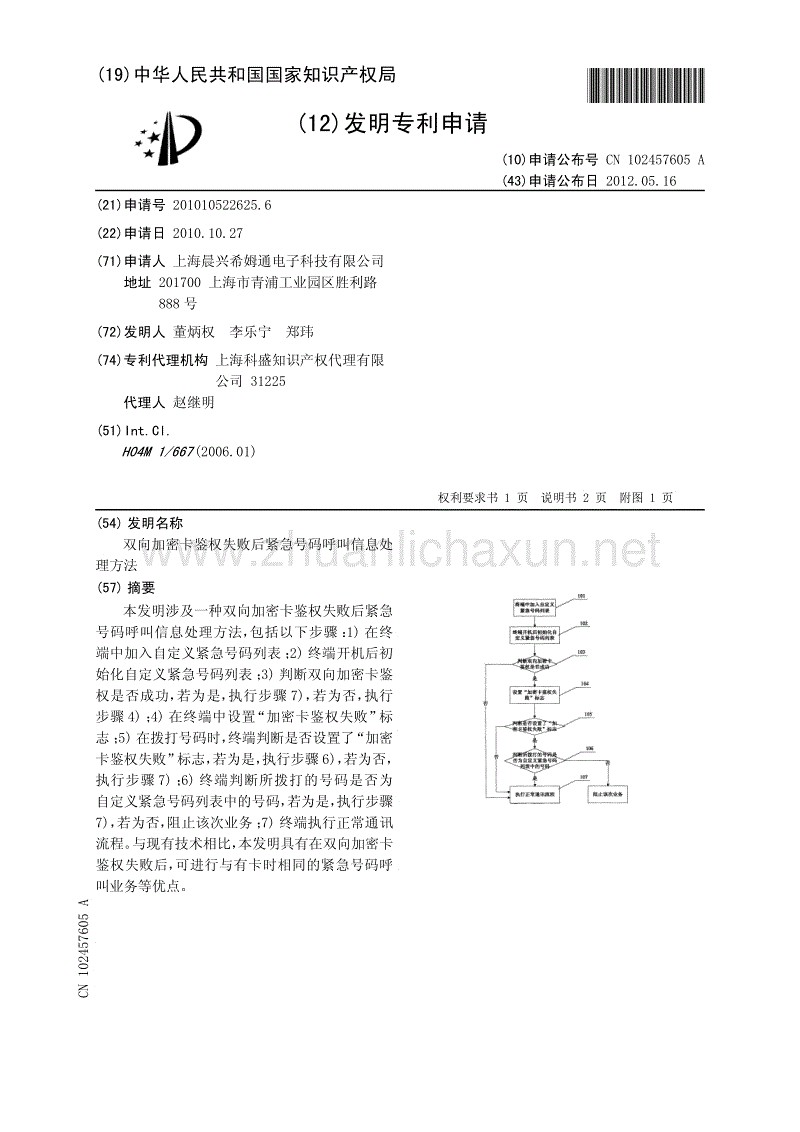 (19)中华人民共和国国家知识产权局
(12)发明专利申请
(10)申请公布号 CN 102457605 A
(43)申请公布日 2012.05.16
(21)申请号 201010522625.6
(22)申请日 2010.10.27
(71)申请人 上海晨兴希姆通电子科技有限公司
地址 201700 上海市青浦工业园区胜利路
888 号
(72)发明人 董炳权 李乐宁 郑玮
(74)专利代理机构 上海科盛知识产权代理有限
公司 31225
代理人 赵继明
(51)Int.Cl.
H04M 1/667(2006.01)
权利要求书 1 页 说明书 2 页 附图 1 页
(54)发明名称
双向加密卡鉴权失败后紧急号码呼叫信息处
理方法
(57)摘要
本发明涉及一种双向加密卡鉴权失败后紧急
号码呼叫信息处理方法,包括以下步骤:1)在终
端中加入自定义紧急号码列表;2)终端开机后初
始化自定义紧急号码列表;3)判断双向加密卡鉴
权是否成功,若为是,执行步骤7),若为否,执行
步骤4);4)在终端中设置“加密卡鉴权失败”标
志;5)在拨打号码时,终端判断是否设置了“加密
卡鉴权失败”标志,若为是,执行步骤6),若为否,
执行步骤7);6)终端判断所拨打的号码是否为
自定义紧急号码列表中的号码,若为是,执行步骤
7),若为否,阻止该次业务;7)终端执行正常通讯
流程。与现有技术相比,本发明具有在双向加密卡
鉴权失败后,可进行与有卡时相同的紧急号码呼
叫业务等优点。
www.zhuanlichaxun.net
101
终端中加入自定义
紧急号码列表
102
终端开机后初始化自
定义紧急号码列表
103
判断双向加密卡
鉴权是否成功
是
否
104
设置“加密卡鉴权失
败”标志
105
判断是否设置了“加
密卡鉴权失败”标志
是
否
106
判断所拨打的号码是
否为自定义紧急号码
列表中的号码
是
否
107
执行正常通讯流程
阻止该次业务
CN 102457605 A